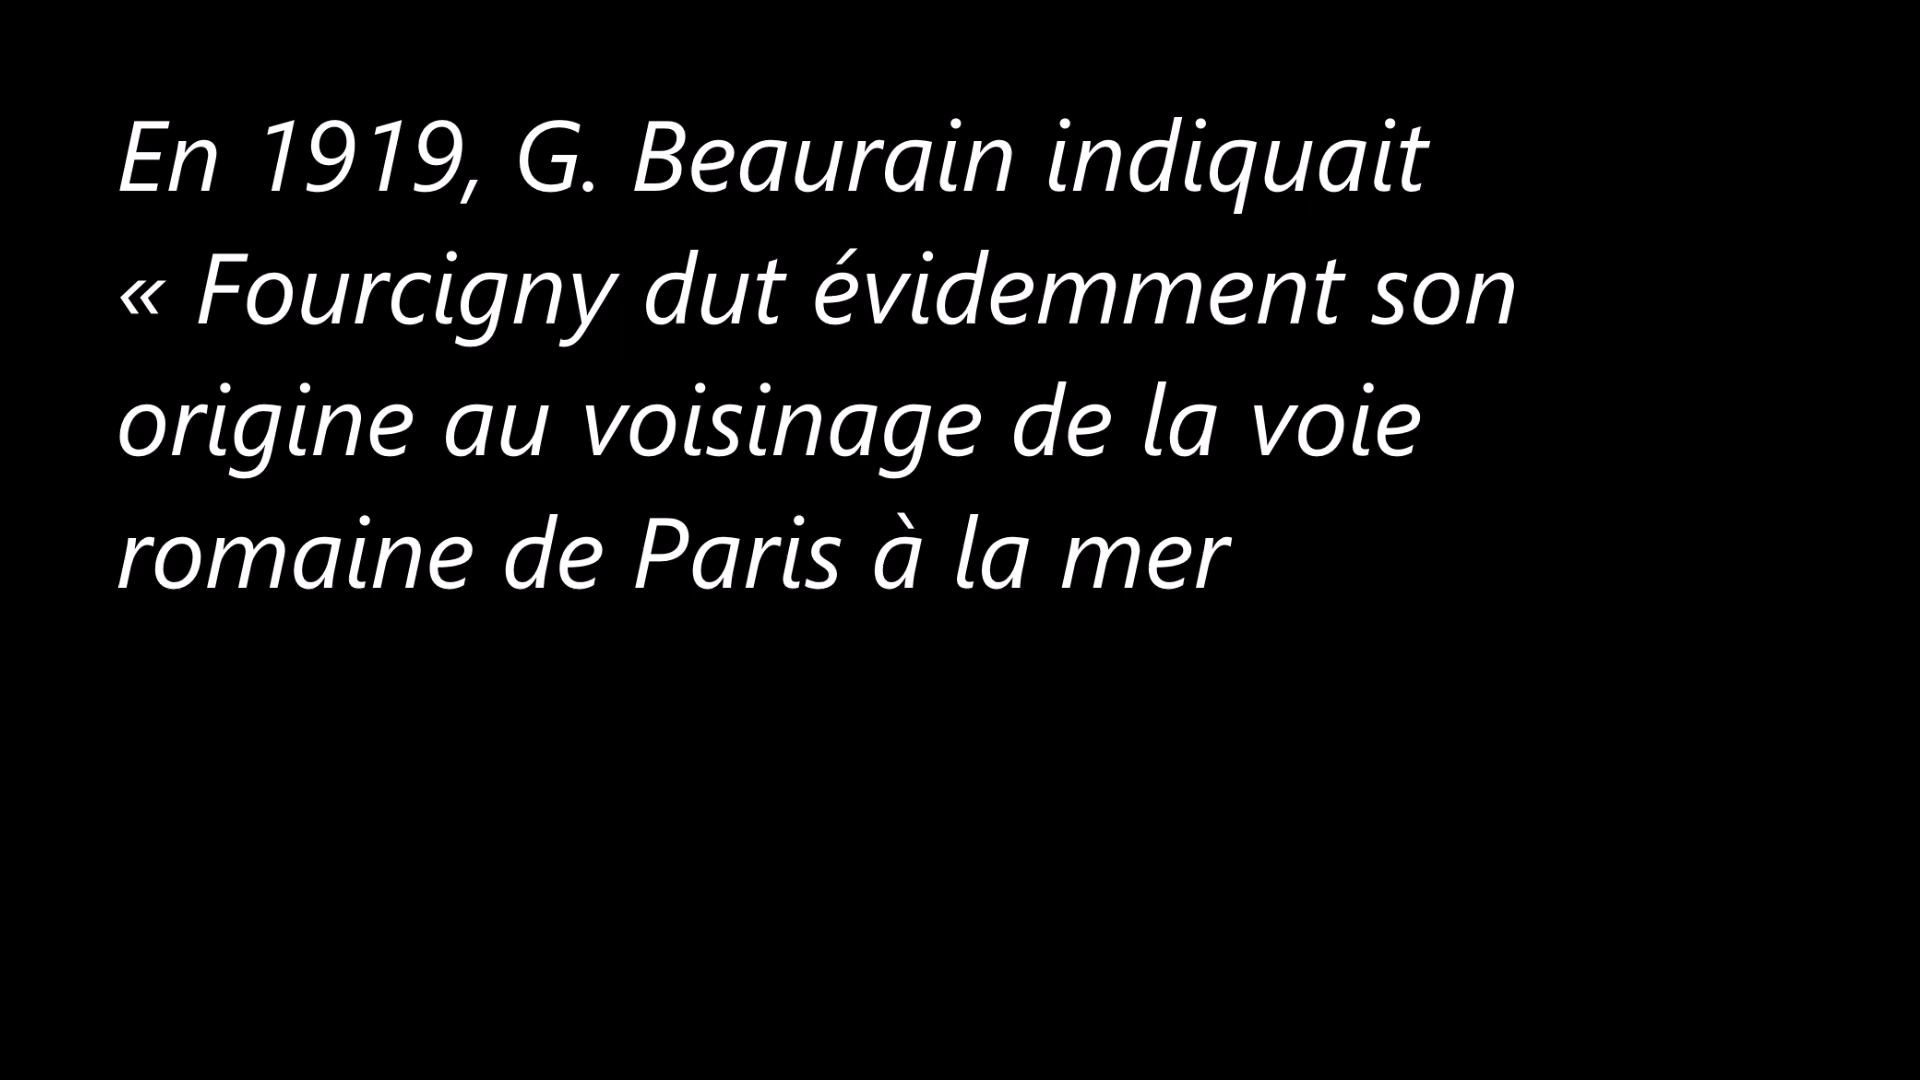 En 1919, G. Beaurain indiquait
« Fourcigny dut évidemment son
origine au voisinage de la voie
romaine de Paris à la mer